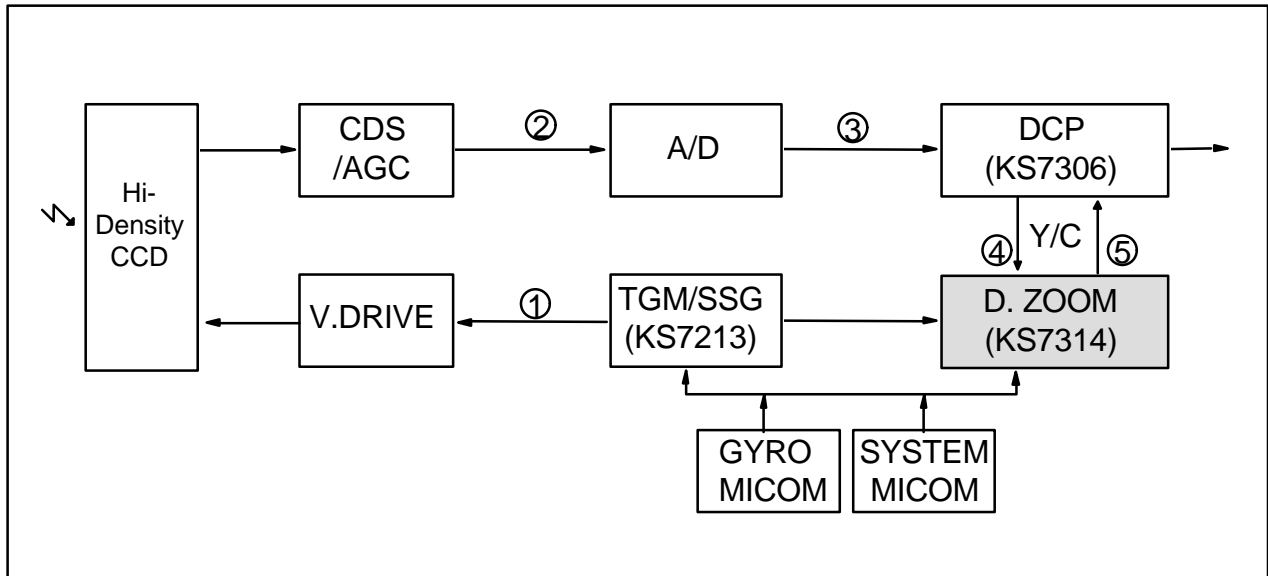 Hi-
Density
CCD
CDS
/AGC
②
A/D
③
DCP
(KS7306)
④
Y/C
⑤
V.DRIVE
①
TGM/SSG
(KS7213)
D. ZOOM
(KS7314)
GYRO
MICOM
SYSTEM
MICOM